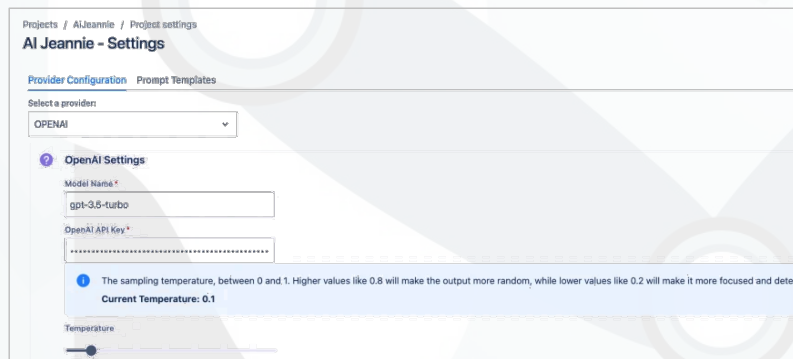 Projects / AIJeannie / Project settings
AI Jeannie - Settings
Provider Configuration Prompt Templates
Select a provider:
OPENAI
? OpenAI Settings
Model Name *
gpt-3.5-turbo
OpenAI API Key *
The sampling temperature, between 0 and 1. Higher values like 0.8 will make the output more random, while lower values like 0.2 will make it more focused and dete
Current Temperature: 0.1
Temperature